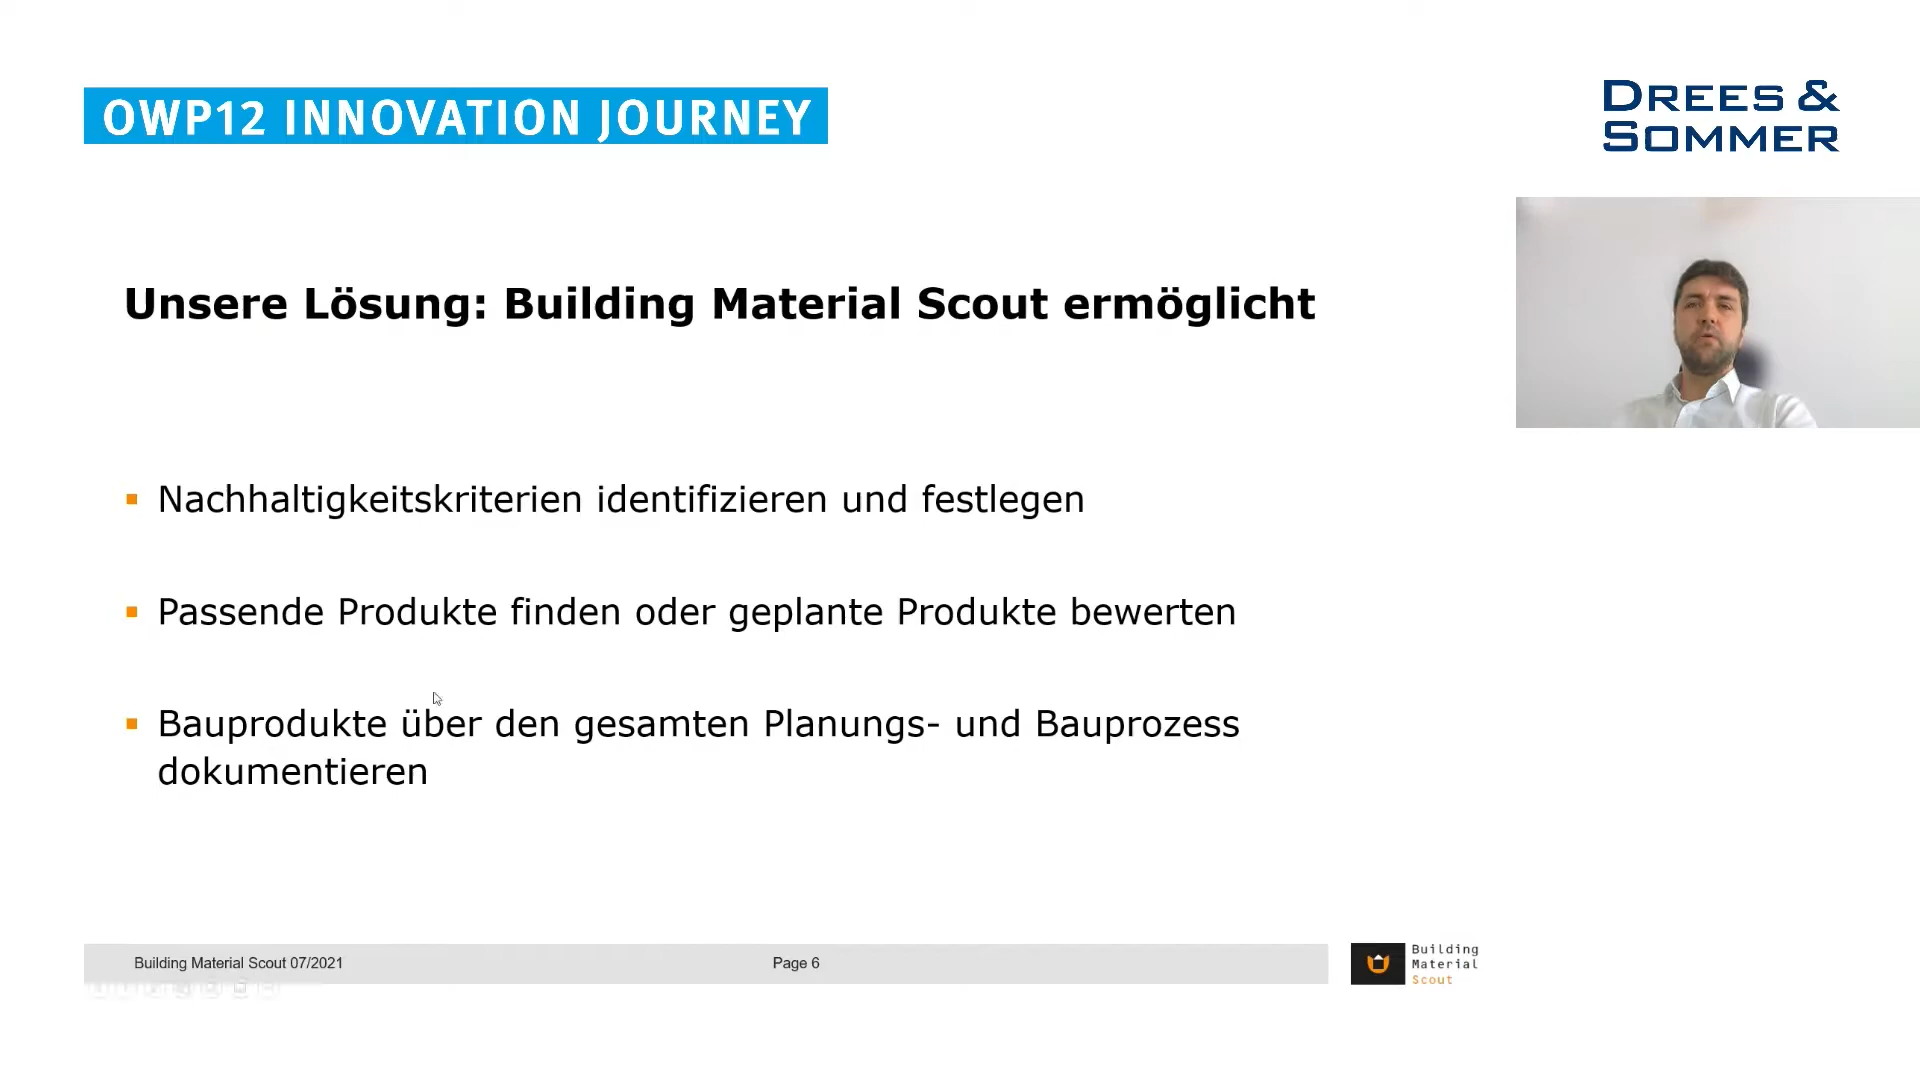 OWP12 INNOVATION JOURNEY
DREES &
SOMMER
Unsere Lösung: Building Material Scout ermöglicht
Nachhaltigkeitskriterien identifizieren und festlegen
Passende Produkte finden oder geplante Produkte bewerten
Bauprodukte über den gesamten Planungs- und Bauprozess
dokumentieren
Building Material Scout 07/2021
Page 6
Building
Material
Scout